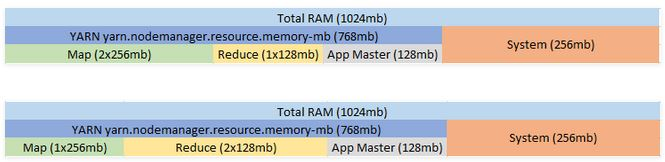 Total RAM (1024mb)
YARN yarn.nodemanager.resource.memory-mb (768mb)
System (256mb)
Map (2x256mb)
Reduce (1x128mb)
App Master (128mb)
Total RAM (1024mb)
YARN yarn.nodemanager.resource.memory-mb (768mb)
System (256mb)
Map (1x256mb)
Reduce (2x128mb)
App Master (128mb)